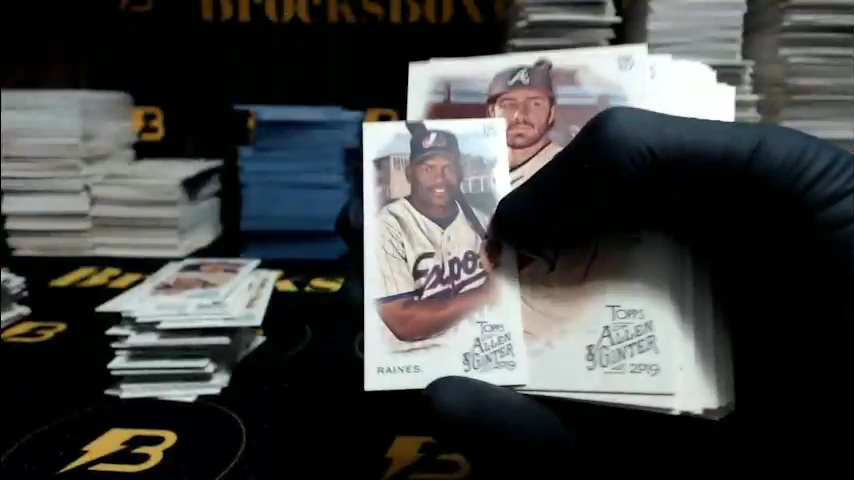 BROCKSBOX
A
Expos
RAINES.
TOPPS
ALLEN
& GINTER
2019
TOPPS
ALLEN
& GINTER
2019
B
B
B